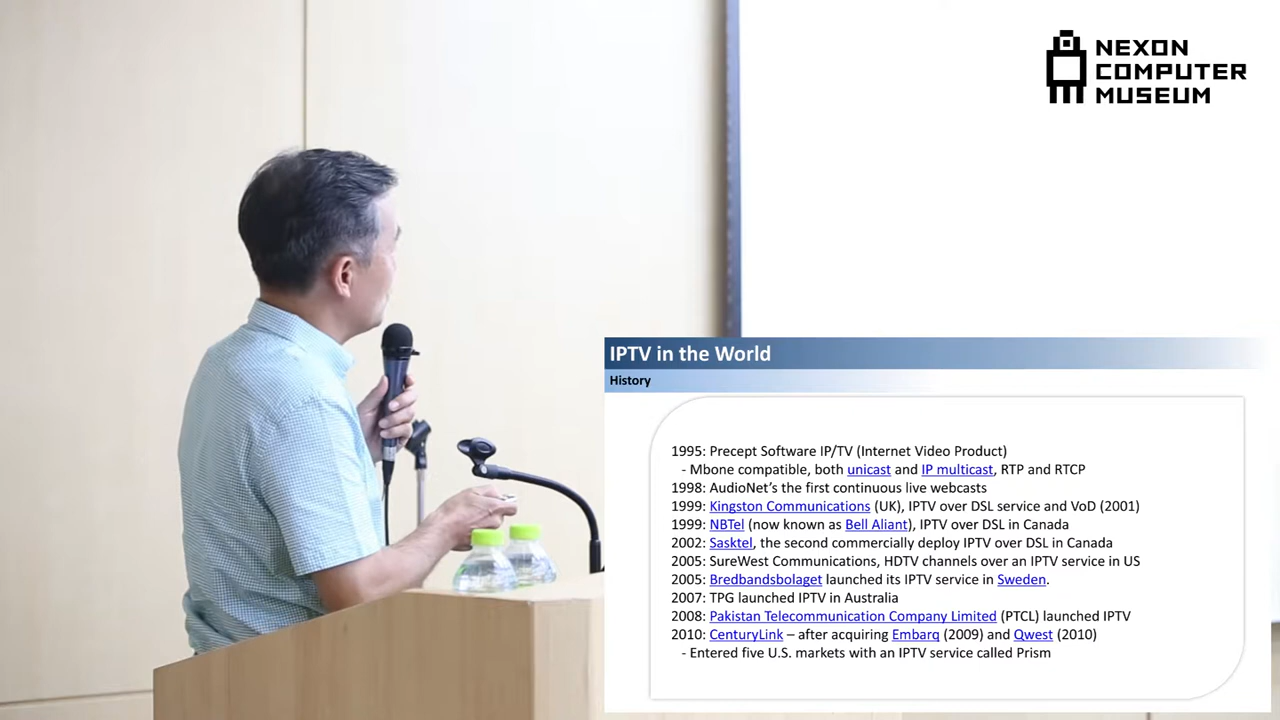 NEXON
COMPUTER
MUSEUM
IPTV in the World
History
1995: Precept Software IP/TV (Internet Video Product)
- Mbone compatible, both unicast and IP multicast, RTP and RTCP
1998: AudioNet’s the first continuous live webcasts
1999: Kingston Communications (UK), IPTV over DSL service and VoD (2001)
1999: NBTel (now known as Bell Aliant), IPTV over DSL in Canada
2002: Sasktel, the second commercially deploy IPTV over DSL in Canada
2005: SureWest Communications, HDTV channels over an IPTV service in US
2005: Bredbandsbolaget launched its IPTV service in Sweden.
2007: TPG launched IPTV in Australia
2008: Pakistan Telecommunication Company Limited (PTCL) launched IPTV
2010: CenturyLink – after acquiring Embarq (2009) and Qwest (2010)
- Entered five U.S. markets with an IPTV service called Prism